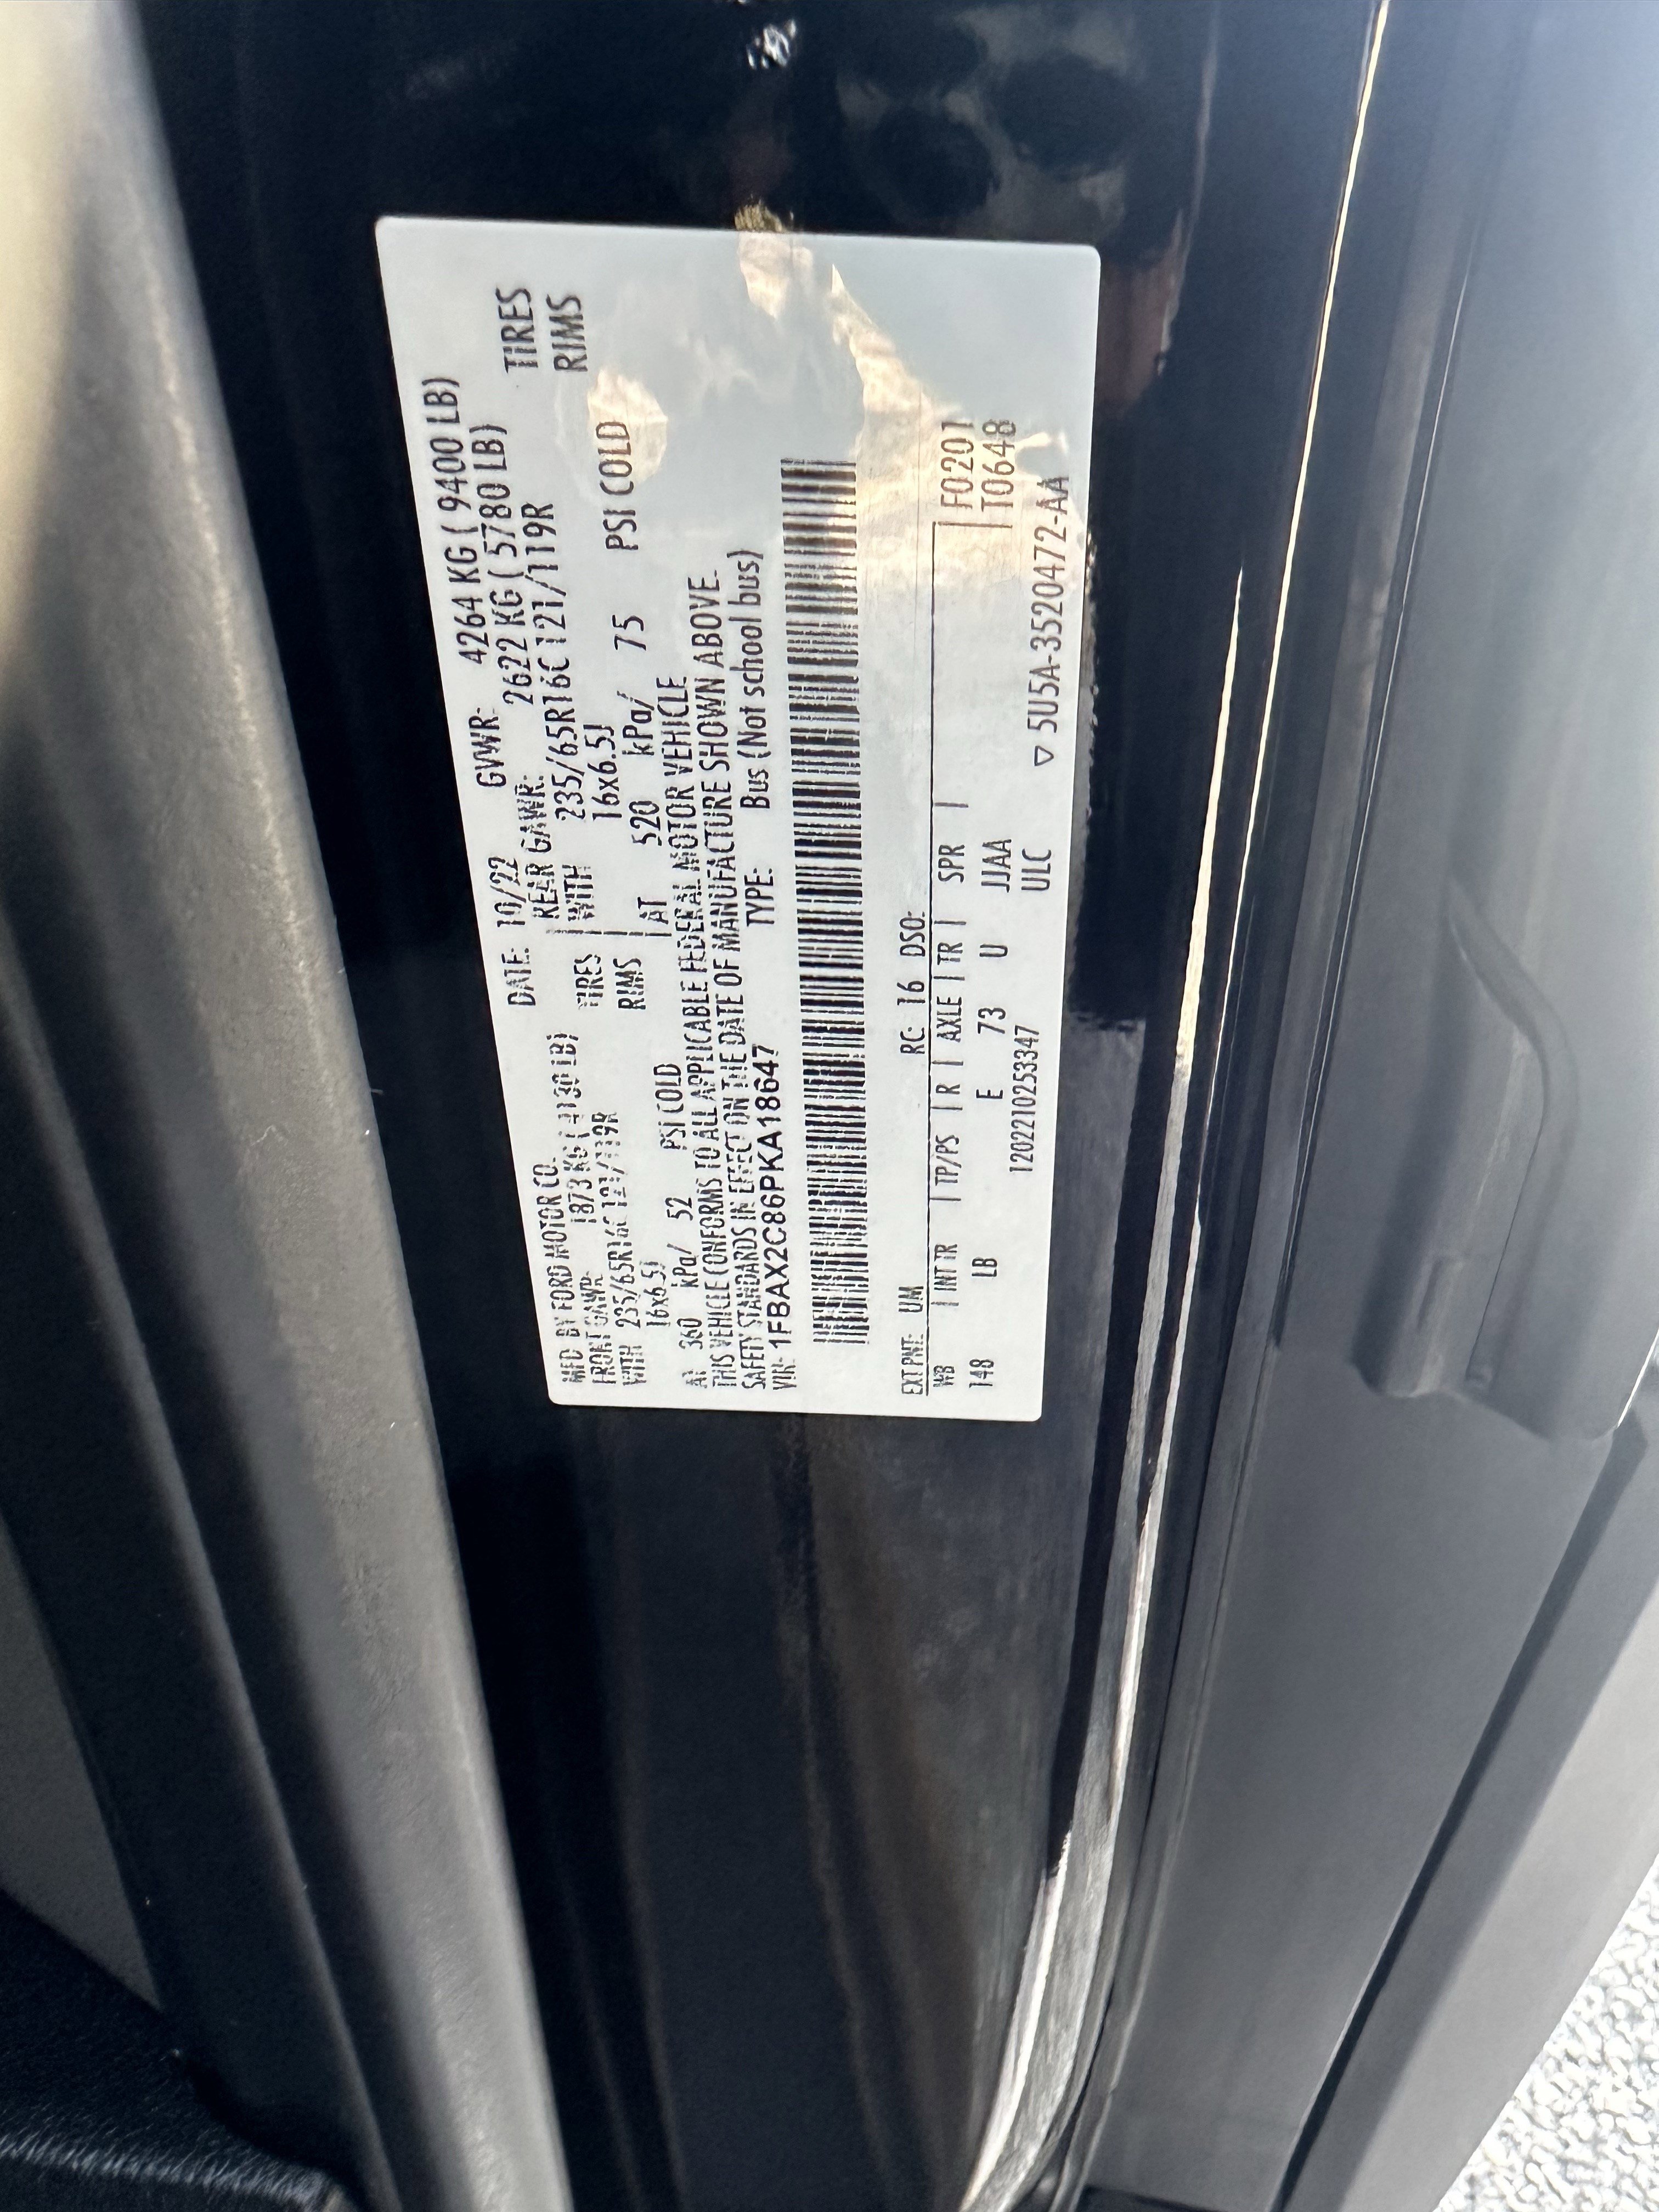 MFD BY FORD MOTOR CO. DATE: 10/22 GVWR: 4264 KG ( 9400 LB)
FRONT GAWR: 1873 KG ( 4130 LB) REAR GAWR: 2622 KG ( 5780 LB)
WITH 235/65R16C 121/119R TIRES WITH 235/65R16C 121/119R TIRES
16x6.5J RIMS 16x6.5J RIMS
AT 360 kPa/ 52 PSI COLD AT 520 kPa/ 75 PSI COLD
THIS VEHICLE CONFORMS TO ALL APPLICABLE FEDERAL MOTOR VEHICLE
SAFETY STANDARDS IN EFFECT ON THE DATE OF MANUFACTURE SHOWN ABOVE.
VIN: 1FBAX2C86PKA18647 TYPE: Bus (Not school bus)
EXT PNT: UM RC: 16 DSO:
WB | INT TR | TP/PS | R | AXLE | TR | SPR | F0201
148 LB E 73 U JJAA T0648
1202210253347 ULC ▽ 5U5A-3520472-AA